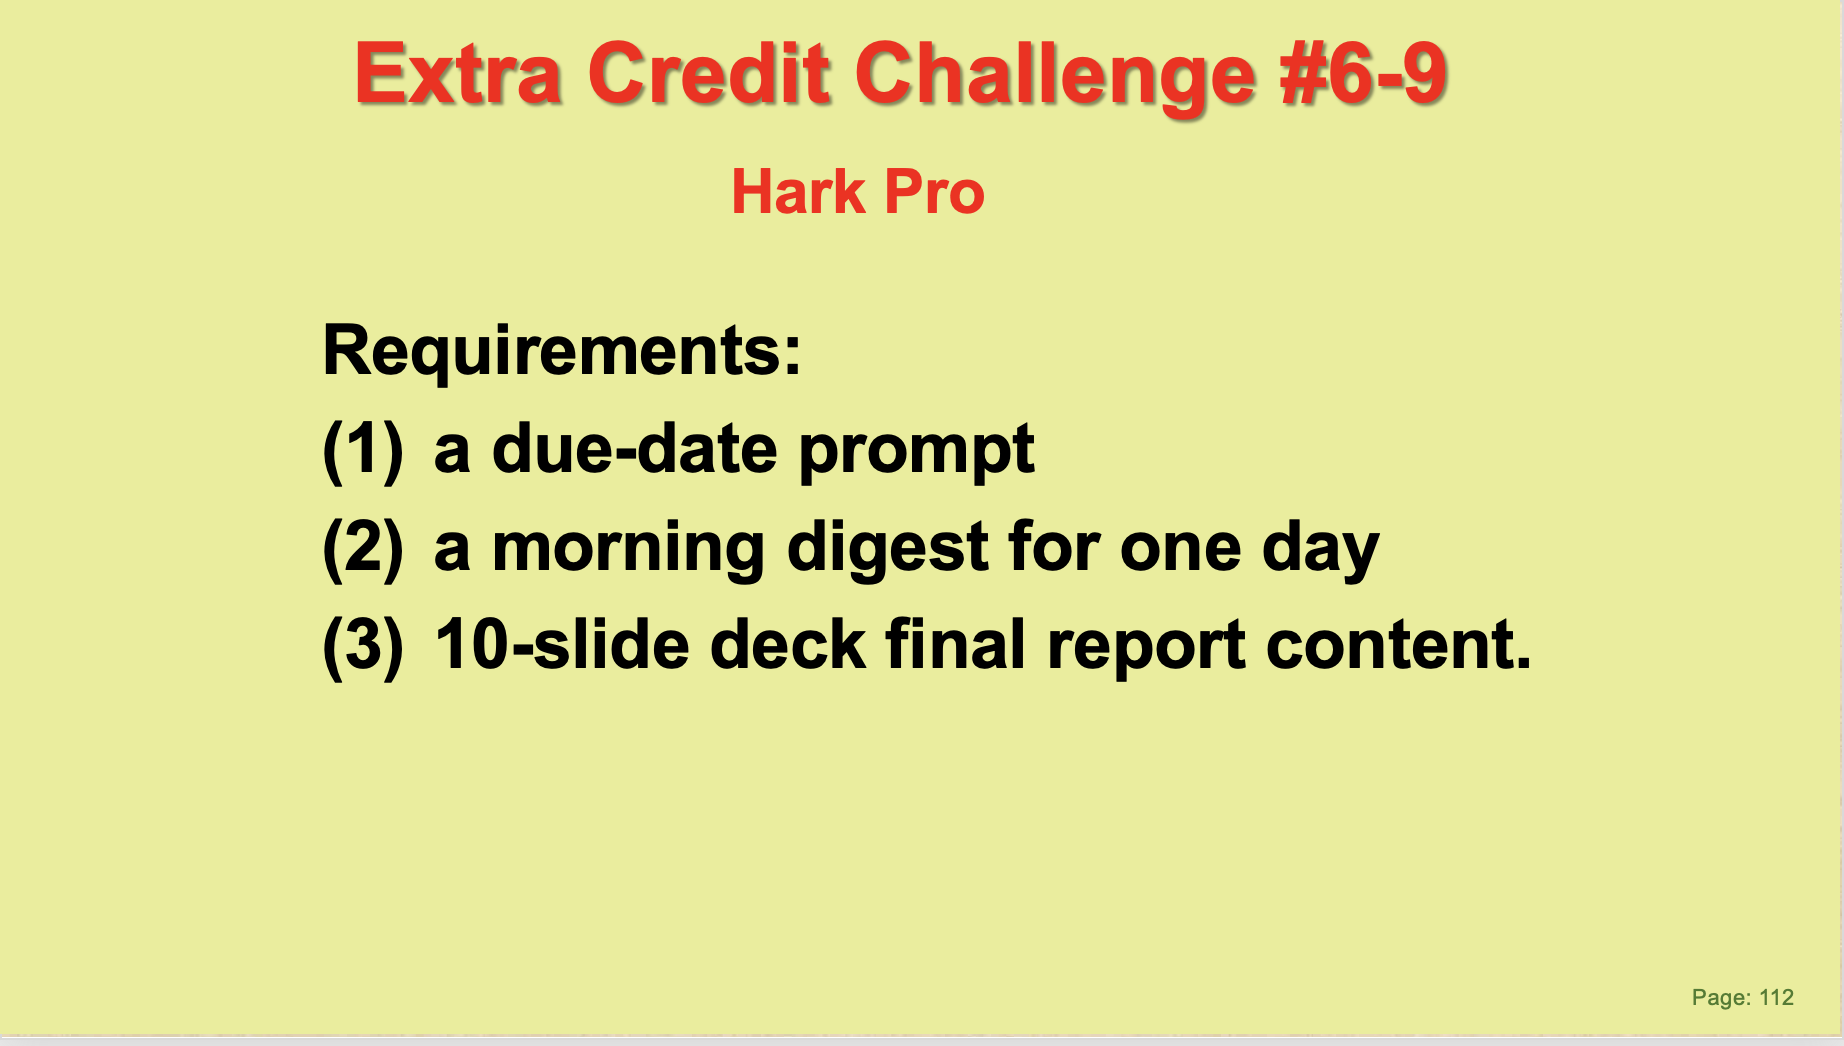 Extra Credit Challenge #6-9
Hark Pro
Requirements:
(1) a due-date prompt
(2) a morning digest for one day
(3) 10-slide deck final report content.
Page: 112